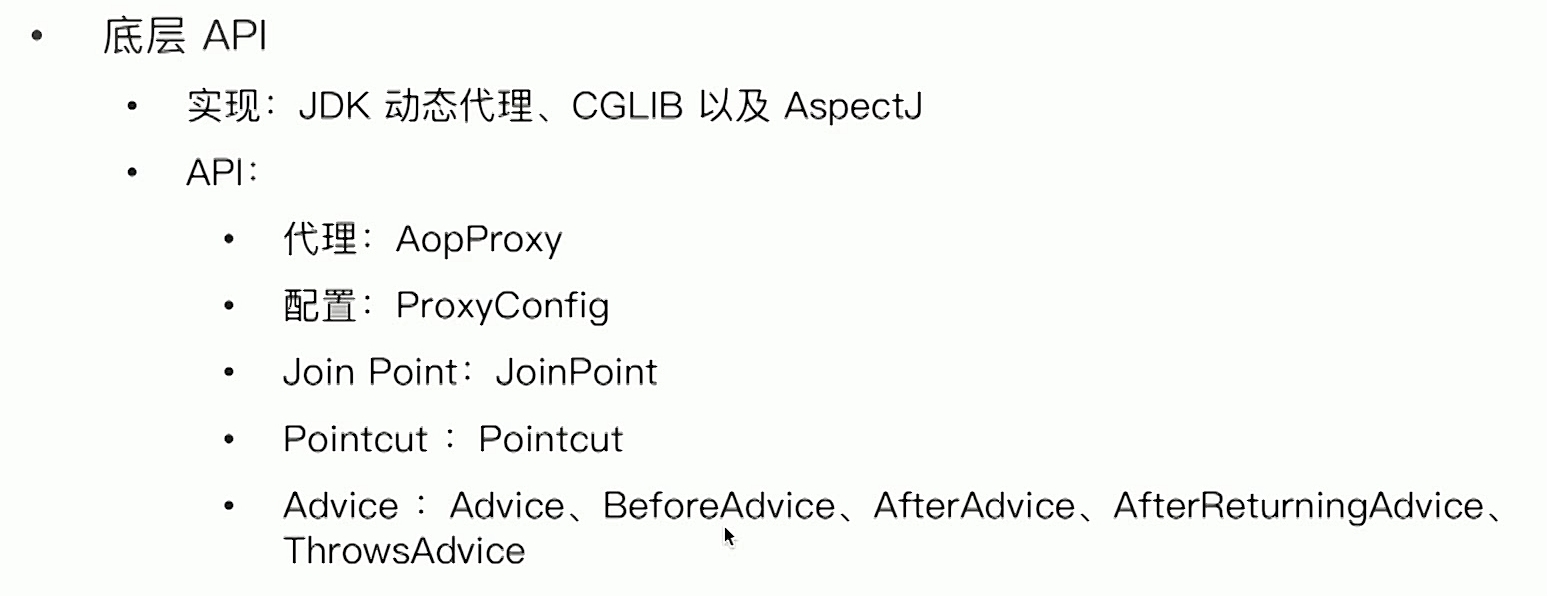 • 底层 API
• 实现：JDK 动态代理、CGLIB 以及 AspectJ
• API：
• 代理：AopProxy
• 配置：ProxyConfig
• Join Point：JoinPoint
• Pointcut ：Pointcut
• Advice ：Advice、BeforeAdvice、AfterAdvice、AfterReturningAdvice、
ThrowsAdvice